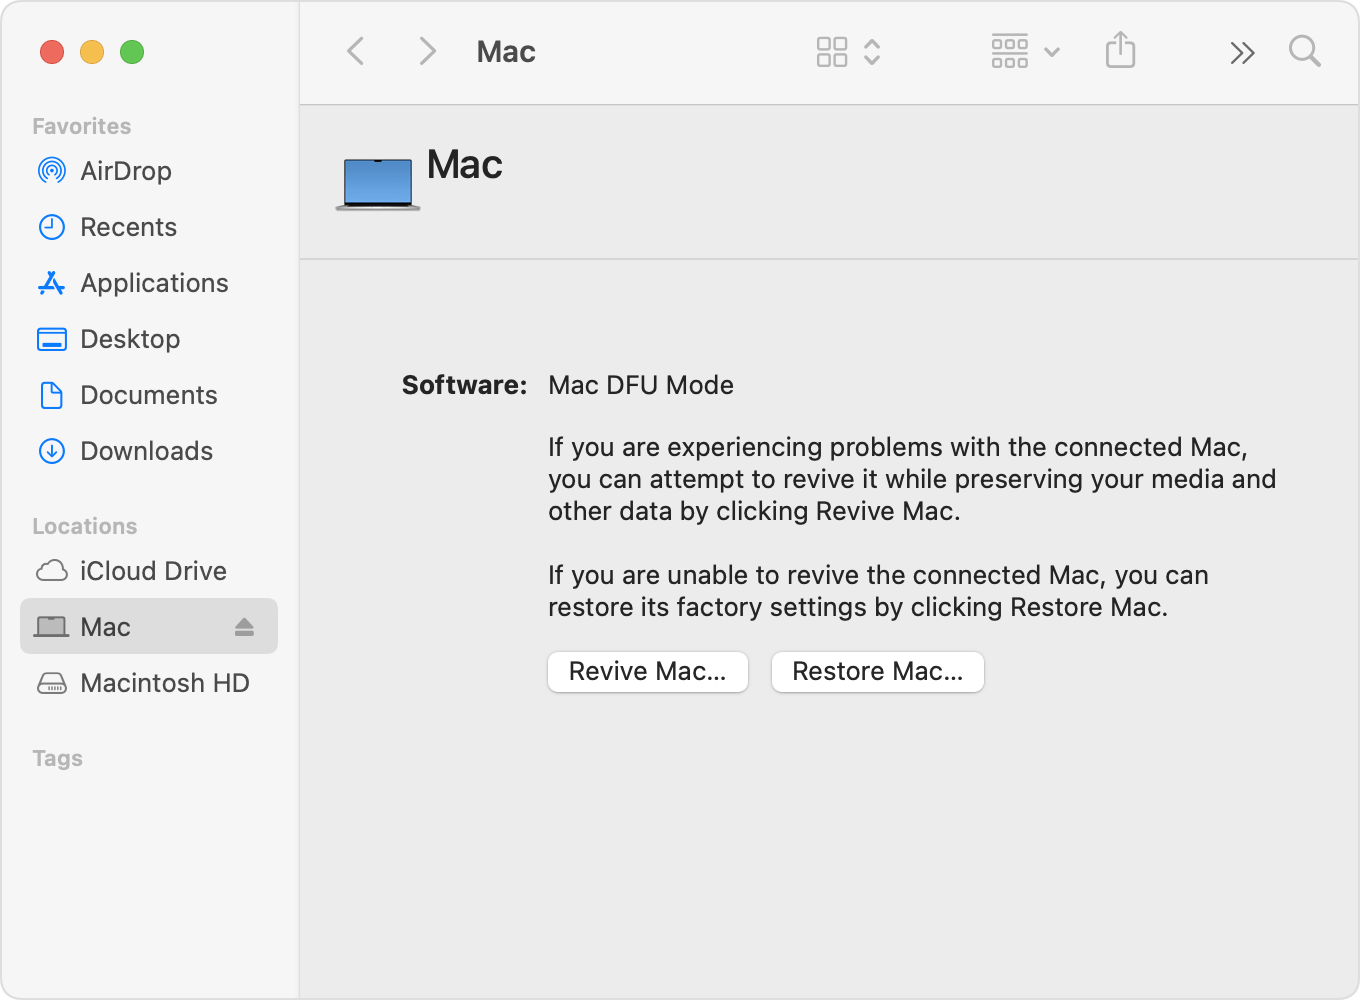 Mac
Favorites
AirDrop
Recents
Applications
Desktop
Documents
Downloads
Locations
iCloud Drive
Mac
Macintosh HD
Tags
Mac
Software: Mac DFU Mode
If you are experiencing problems with the connected Mac,
you can attempt to revive it while preserving your media and
other data by clicking Revive Mac.
If you are unable to revive the connected Mac, you can
restore its factory settings by clicking Restore Mac.
Revive Mac... Restore Mac...